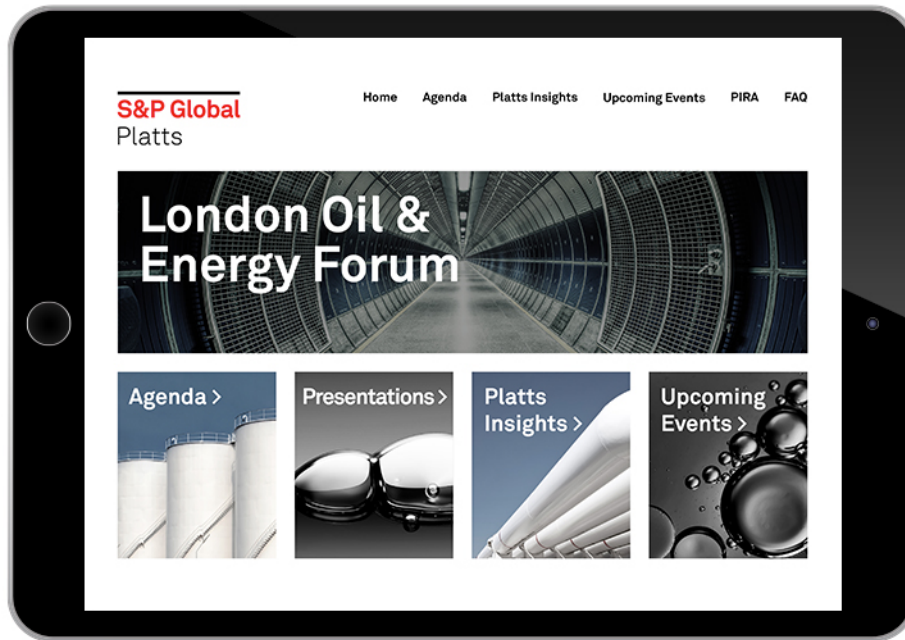 S&P Global
Platts
Home Agenda Platts Insights Upcoming Events PIRA FAQ
London Oil &
Energy Forum
Agenda >
Presentations >
Platts
Insights >
Upcoming
Events >